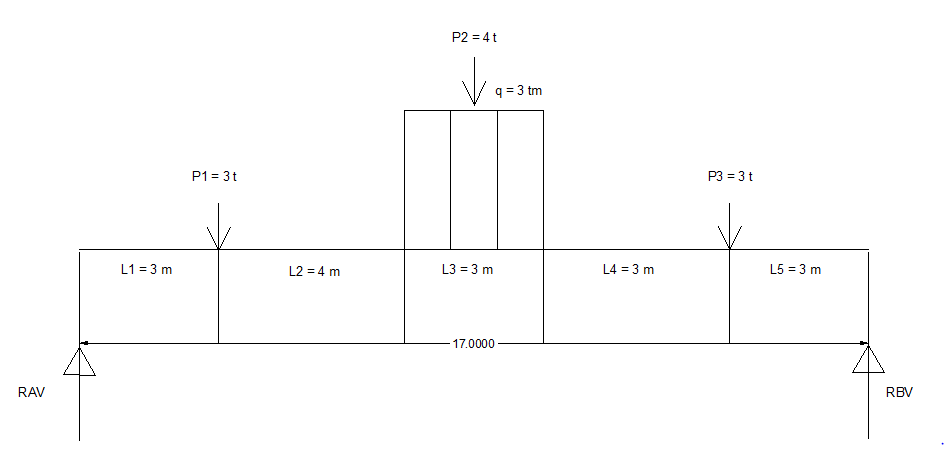 P2 = 4 t
q = 3 tm
P1 = 3 t
P3 = 3 t
L1 = 3 m
L2 = 4 m
L3 = 3 m
L4 = 3 m
L5 = 3 m
17.0000
RAV
RBV